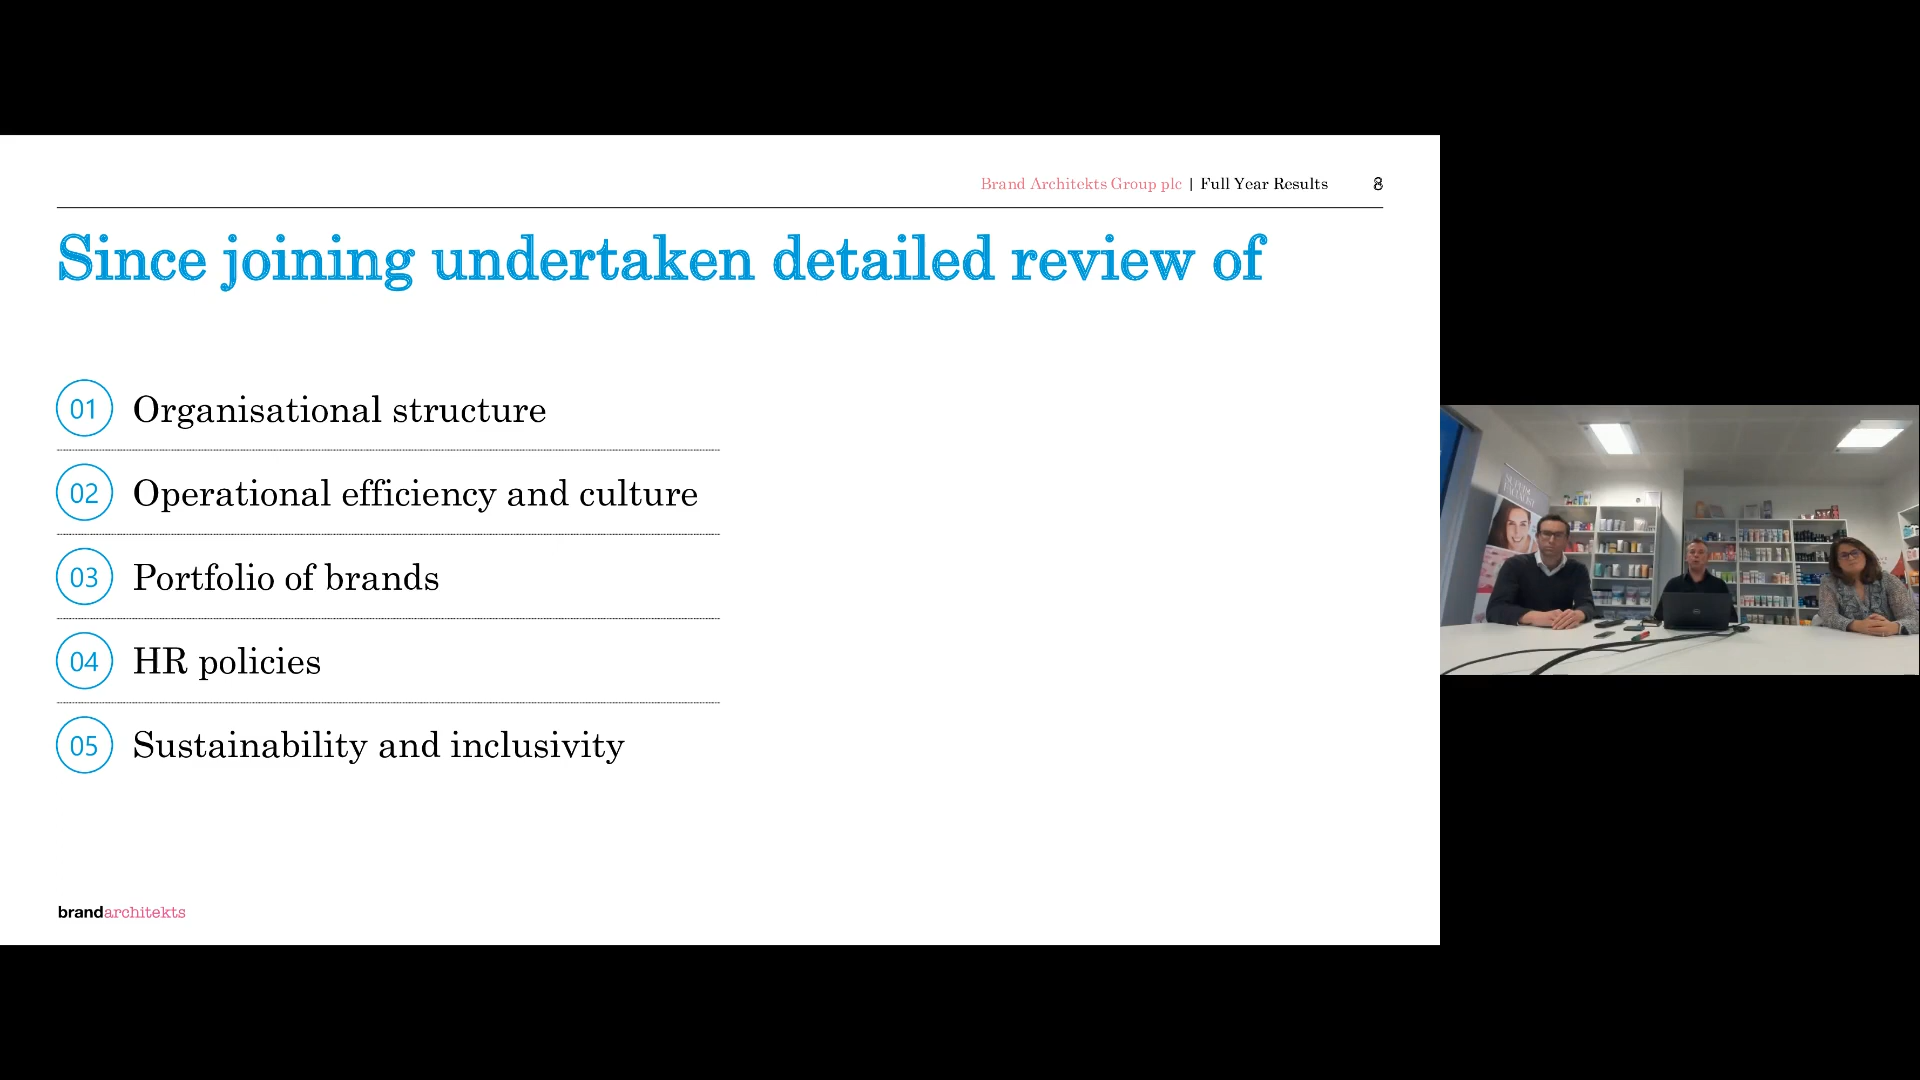 Brand Architekts Group plc | Full Year Results 8
Since joining undertaken detailed review of
01 Organisational structure
02 Operational efficiency and culture
03 Portfolio of brands
04 HR policies
05 Sustainability and inclusivity
brandarchitekts